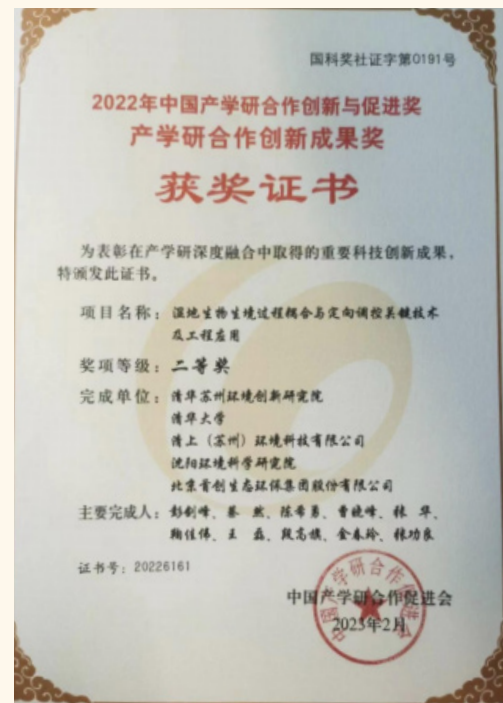 国科奖社证字第0191号
2022年中国产学研合作创新与促进奖
产学研合作创新成果奖
获奖证书
为表彰在产学研深度融合中取得的重要科技创新成果,
特颁发此证书。
项目名称：湿地生物生境过程耦合与定向调控关键技术
及工程应用
奖项等级：二等奖
完成单位：清华苏州环境创新研究院
清华大学
清上（苏州）环境科技有限公司
沈阳环境科学研究院
北京首创生态环保集团股份有限公司
主要完成人：彭剑峰、蔡然、陈希勇、曹晓峰、林华、
鞠佳伟、王磊、段高旗、金春玲、张功良
证书号：20226161
中国产学研合作促进会
2023年2月
中国产学研合作促进会